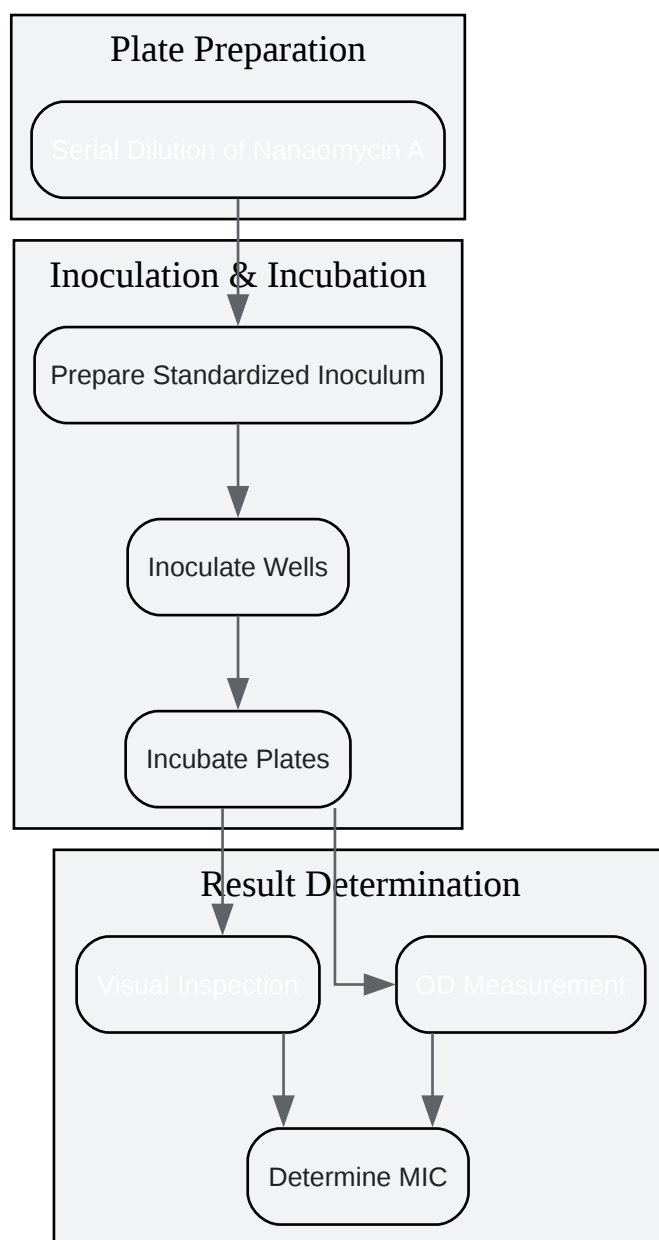 Plate Preparation
Serial Dilution of Nanaomycin A
Inoculation & Incubation
Prepare Standardized Inoculum
Inoculate Wells
Incubate Plates
Result Determination
Visual Inspection
OD Measurement
Determine MIC